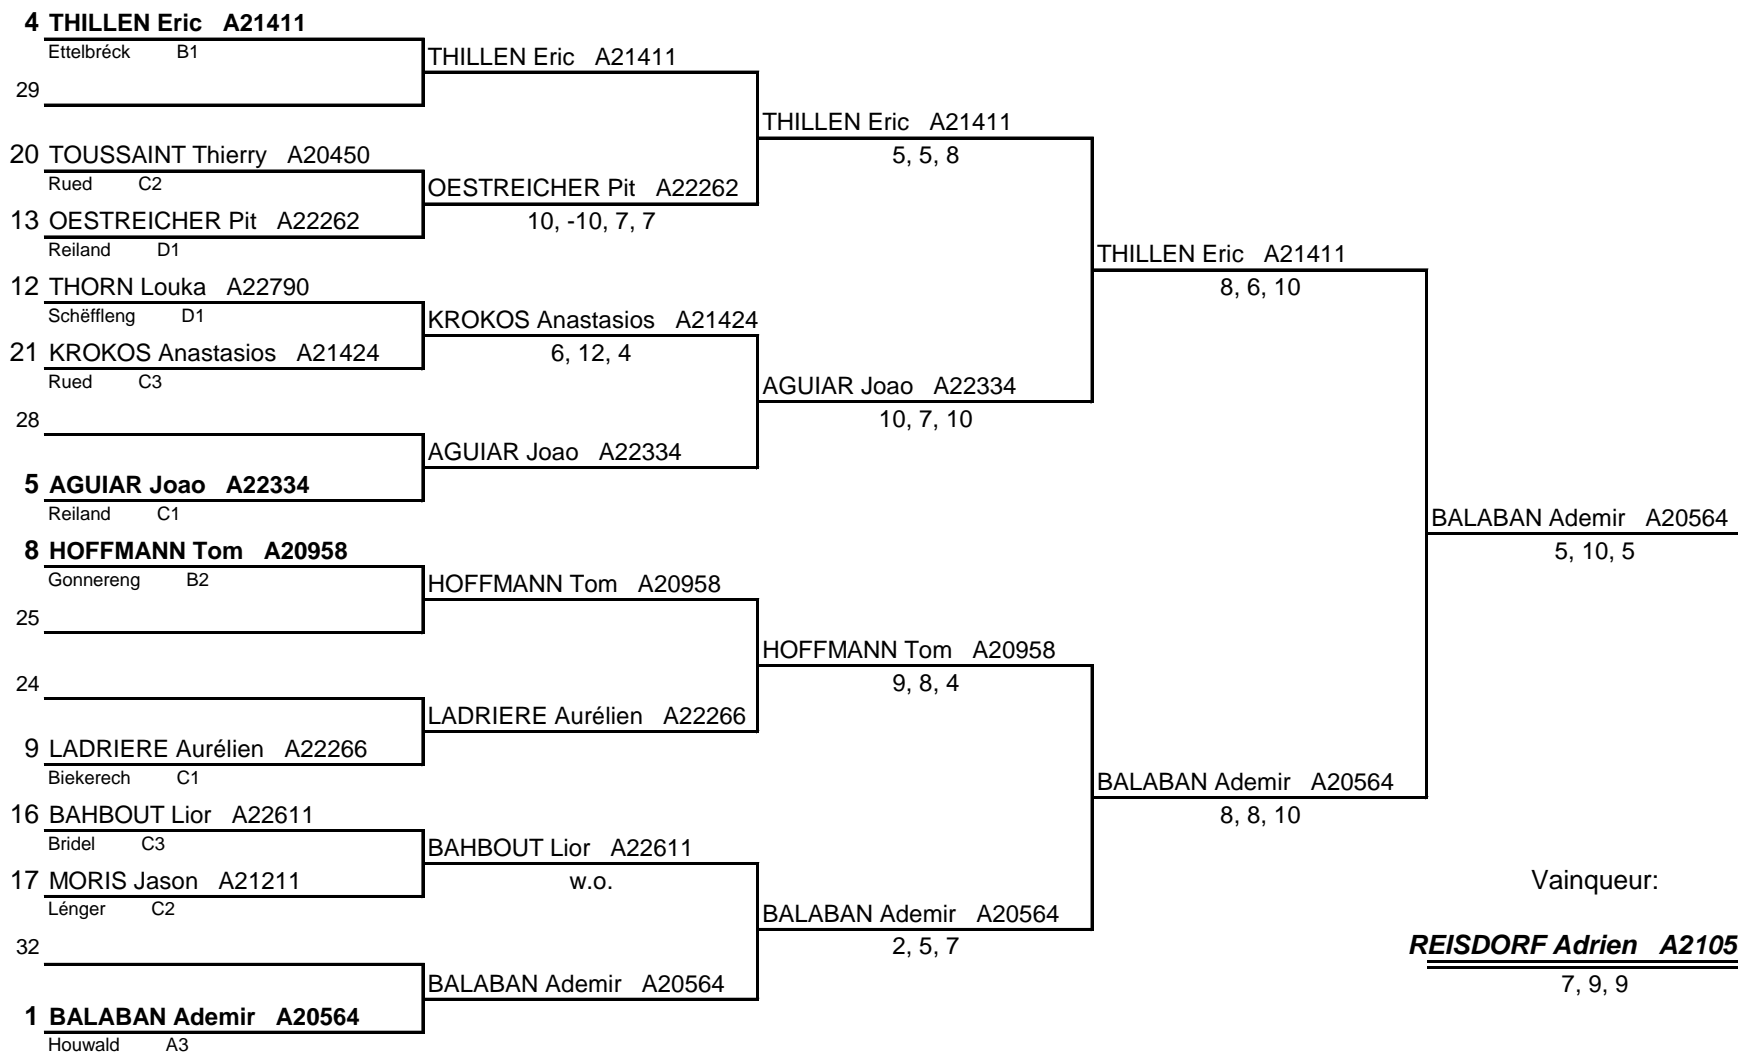 4 THILLEN Eric A21411
Ettelbréck B1
THILLEN Eric A21411
29
THILLEN Eric A21411
5, 5, 8
20 TOUSSAINT Thierry A20450
Rued C2
OESTREICHER Pit A22262
10, -10, 7, 7
13 OESTREICHER Pit A22262
Reiland D1
THILLEN Eric A21411
8, 6, 10
12 THORN Louka A22790
Schëffleng D1
KROKOS Anastasios A21424
6, 12, 4
21 KROKOS Anastasios A21424
Rued C3
AGUIAR Joao A22334
10, 7, 10
28
AGUIAR Joao A22334
5 AGUIAR Joao A22334
Reiland C1
BALABAN Ademir A20564
5, 10, 5
8 HOFFMANN Tom A20958
Gonnereng B2
HOFFMANN Tom A20958
25
HOFFMANN Tom A20958
9, 8, 4
24
LADRIERE Aurélien A22266
9 LADRIERE Aurélien A22266
Biekerech C1
BALABAN Ademir A20564
8, 8, 10
16 BAHBOUT Lior A22611
Bridel C3
BAHBOUT Lior A22611
w.o.
17 MORIS Jason A21211
Lénger C2
Vainqueur:
BALABAN Ademir A20564
2, 5, 7
32
REISDORF Adrien A2105
7, 9, 9
BALABAN Ademir A20564
1 BALABAN Ademir A20564
Houwald A3